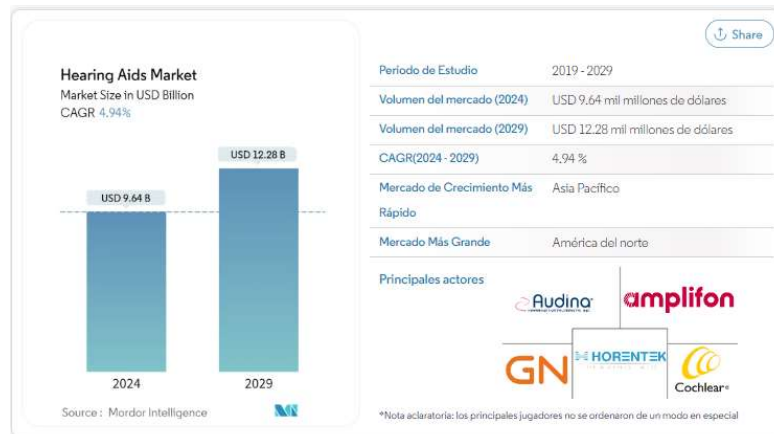 Share
Hearing Aids Market
Market Size in USD Billion
CAGR 4.94%
USD 9.64 B
USD 12.28 B
2024
2029
Source : Mordor Intelligence
Periodo de Estudio 2019 - 2029
Volumen del mercado (2024) USD 9.64 mil millones de dólares
Volumen del mercado (2029) USD 12.28 mil millones de dólares
CAGR(2024 - 2029) 4.94 %
Mercado de Crecimiento Más Asia Pacífico
Rápido
Mercado Más Grande América del norte
Principales actores
Audina
amplifon
GN
HORENTEK
Cochlear
*Nota aclaratoria: los principales jugadores no se ordenaron de un modo en especial